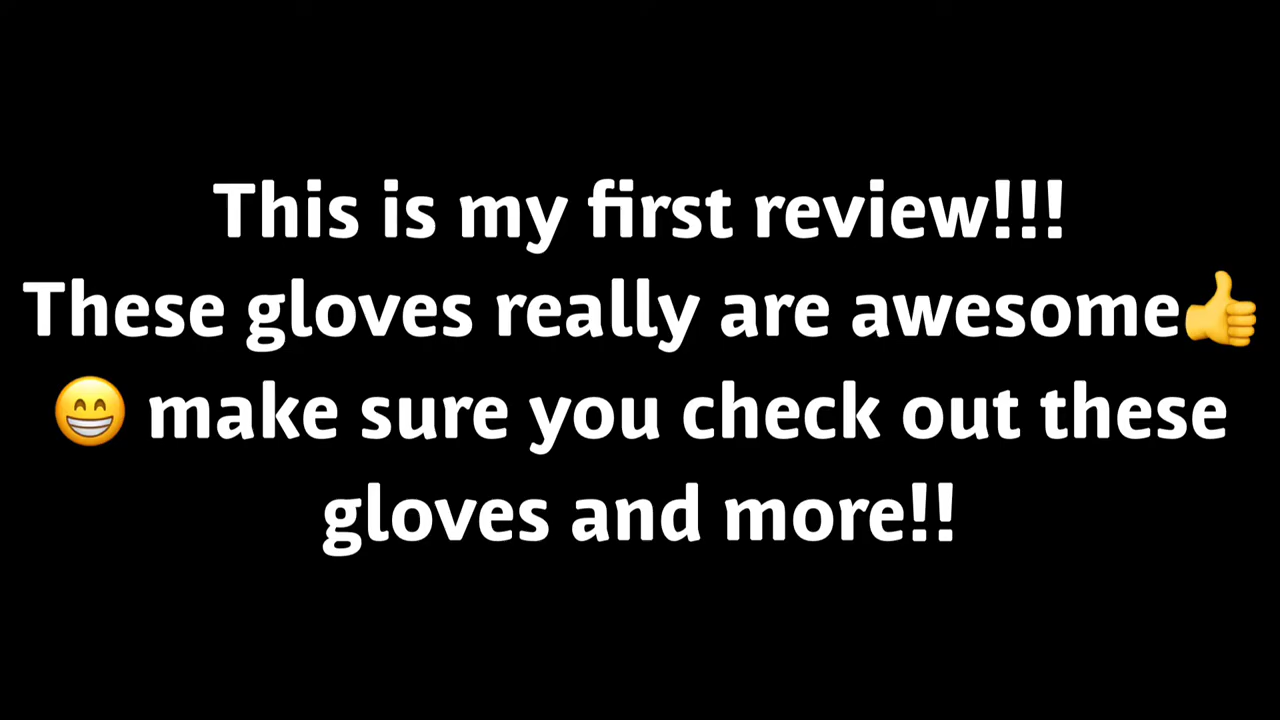 This is my first review!!!
These gloves really are awesome👍
😁 make sure you check out these
gloves and more!!